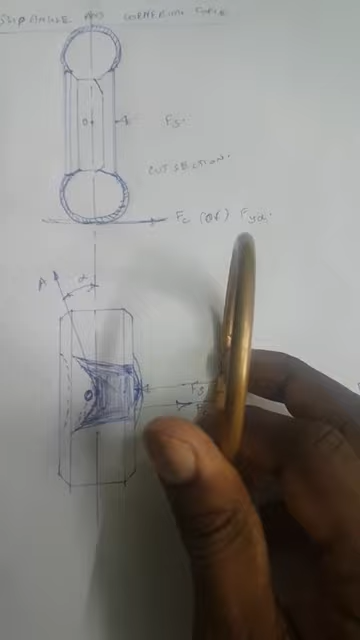 SLIP ANGLE AND CORNERING FORCE
O
Fs.
CUT SECTION.
Fc (OR) Fyα.
A
α
O
Fs
F